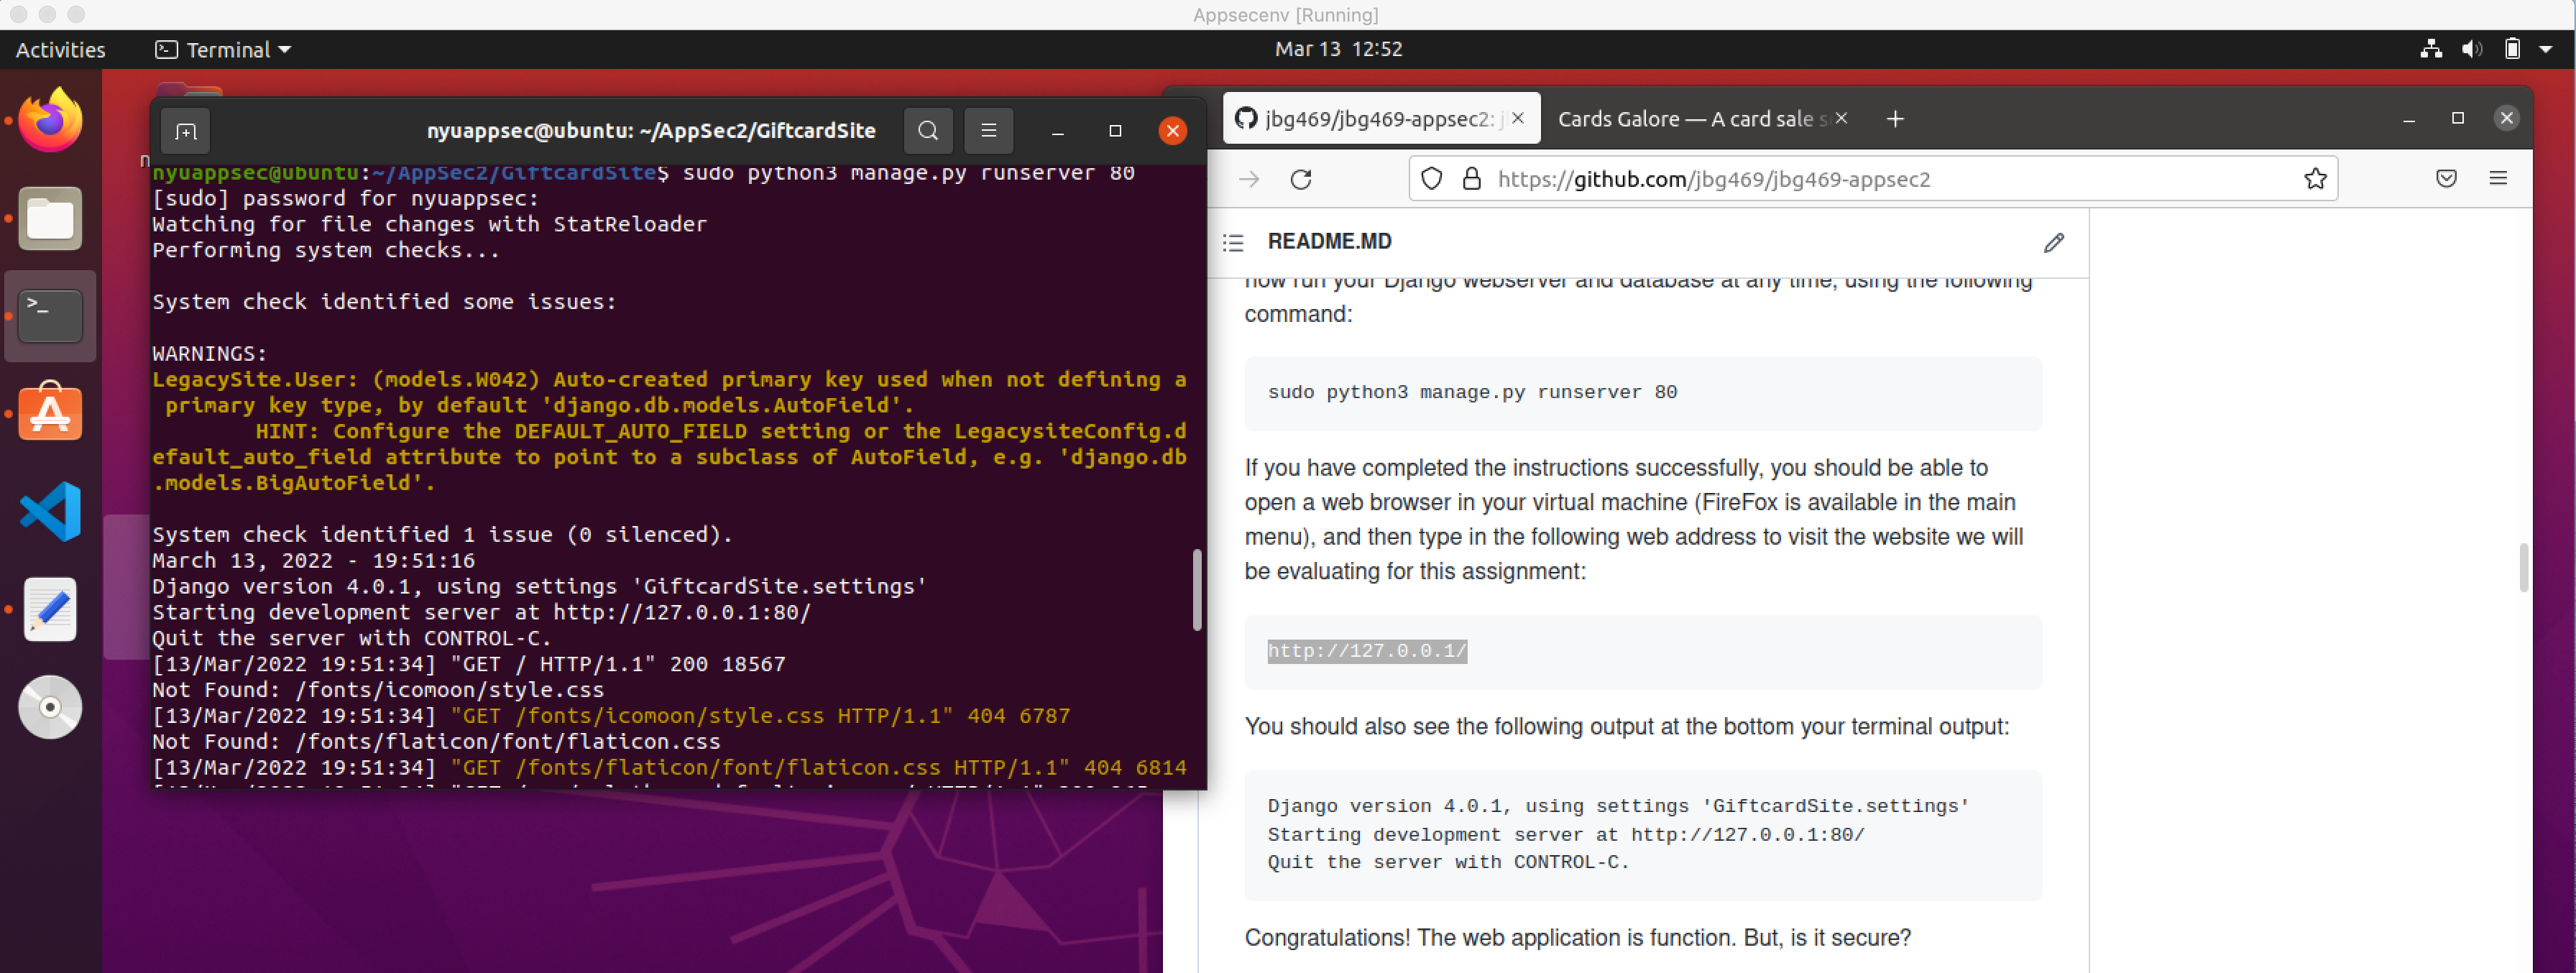 Appsecenv [Running]
Activities
Terminal
Mar 13 12:52
nyuappsec@ubuntu: ~/AppSec2/GiftcardSite
nyuappsec@ubuntu:~/AppSec2/GiftcardSite$ sudo python3 manage.py runserver 80
[sudo] password for nyuappsec:
Watching for file changes with StatReloader
Performing system checks...
System check identified some issues:
WARNINGS:
LegacySite.User: (models.W042) Auto-created primary key used when not defining a
primary key type, by default 'django.db.models.AutoField'.
HINT: Configure the DEFAULT_AUTO_FIELD setting or the LegacysiteConfig.d
efault_auto_field attribute to point to a subclass of AutoField, e.g. 'django.db
.models.BigAutoField'.
System check identified 1 issue (0 silenced).
March 13, 2022 - 19:51:16
Django version 4.0.1, using settings 'GiftcardSite.settings'
Starting development server at http://127.0.0.1:80/
Quit the server with CONTROL-C.
[13/Mar/2022 19:51:34] "GET / HTTP/1.1" 200 18567
Not Found: /fonts/icomoon/style.css
[13/Mar/2022 19:51:34] "GET /fonts/icomoon/style.css HTTP/1.1" 404 6787
Not Found: /fonts/flaticon/font/flaticon.css
[13/Mar/2022 19:51:34] "GET /fonts/flaticon/font/flaticon.css HTTP/1.1" 404 6814
jbg469/jbg469-appsec2: j
Cards Galore — A card sale s
https://github.com/jbg469/jbg469-appsec2
README.MD
now run your Django webserver and database at any time, using the following
command:
sudo python3 manage.py runserver 80
If you have completed the instructions successfully, you should be able to
open a web browser in your virtual machine (FireFox is available in the main
menu), and then type in the following web address to visit the website we will
be evaluating for this assignment:
http://127.0.0.1/
You should also see the following output at the bottom your terminal output:
Django version 4.0.1, using settings 'GiftcardSite.settings'
Starting development server at http://127.0.0.1:80/
Quit the server with CONTROL-C.
Congratulations! The web application is function. But, is it secure?